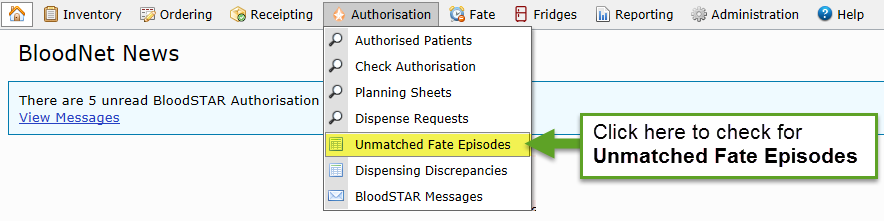 Inventory Ordering Receipting Authorisation Fate Fridges Reporting Administration Help
BloodNet News
There are 5 unread BloodSTAR Authorisation
View Messages
Authorised Patients
Check Authorisation
Planning Sheets
Dispense Requests
Unmatched Fate Episodes
Dispensing Discrepancies
BloodSTAR Messages
Click here to check for
Unmatched Fate Episodes